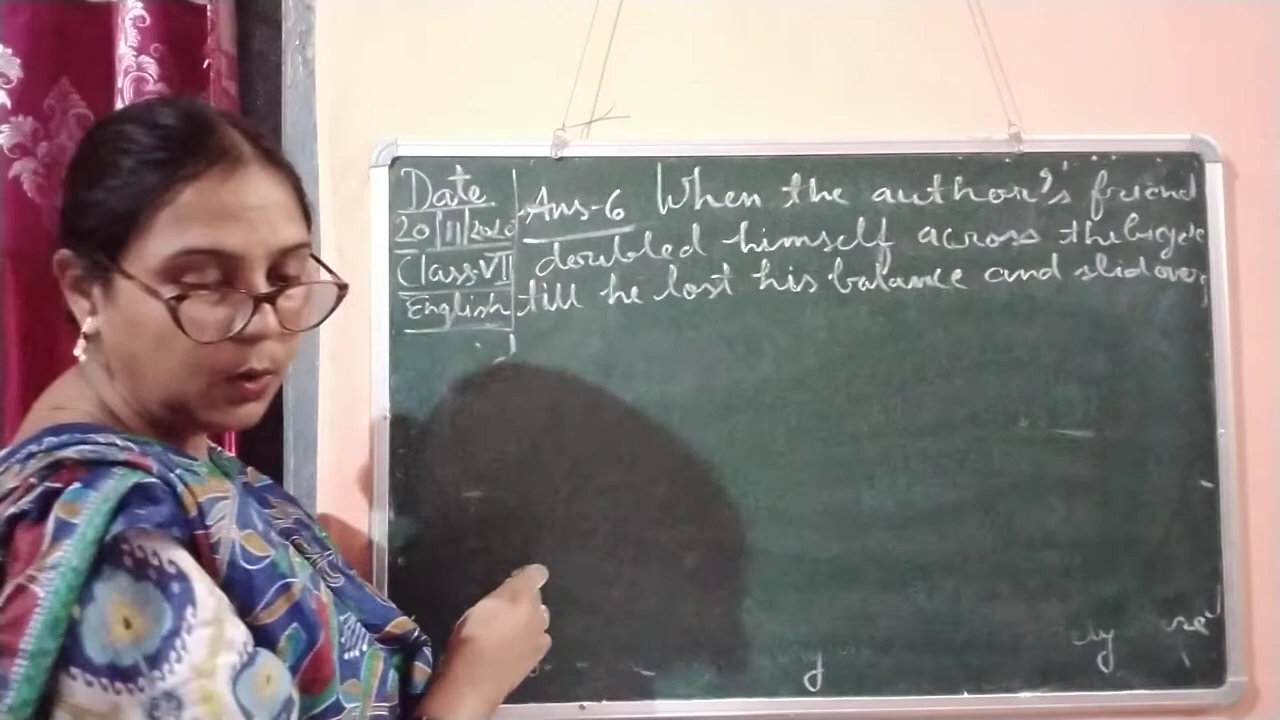 Date
20/11/2020
Class-VII
English
Ans-6 When the author's friend
doubled himself across the bicycle
till he lost his balance and slid over